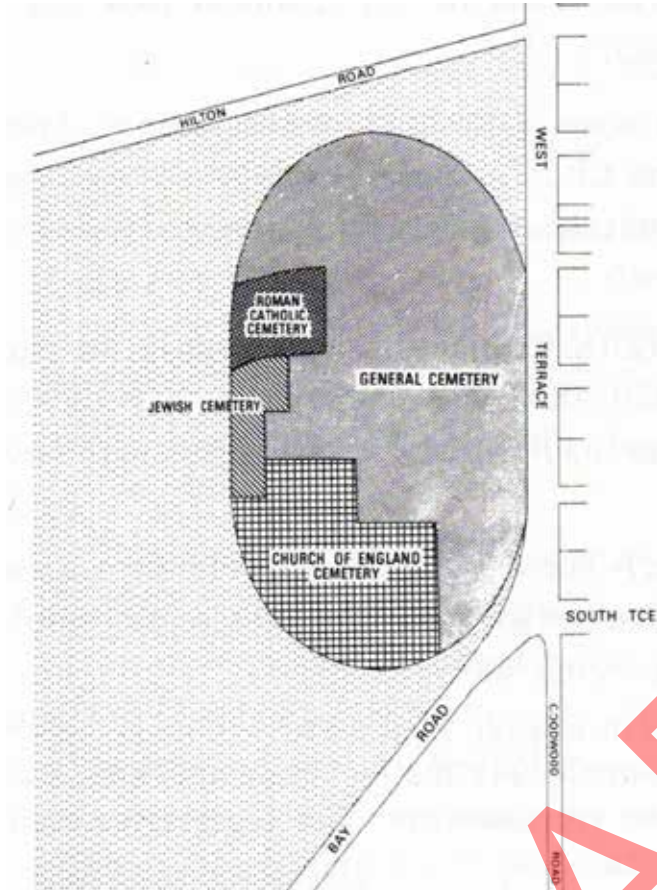 HILTON ROAD
WEST TERRACE
ROMAN
CATHOLIC
CEMETERY
GENERAL CEMETERY
JEWISH CEMETERY
CHURCH OF ENGLAND
CEMETERY
SOUTH TCE
BAY ROAD
GOODWOOD ROAD